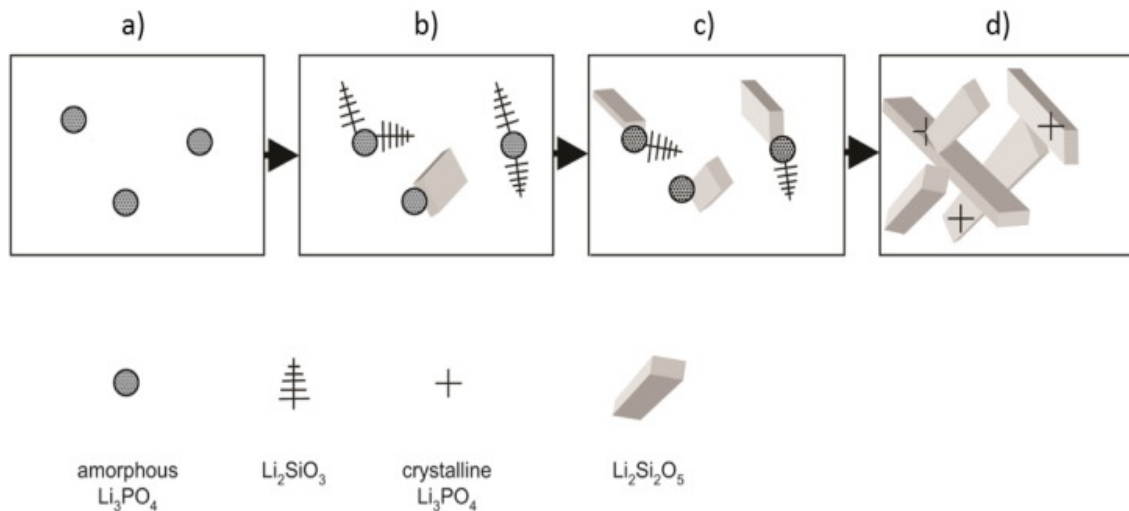 a) b) c) d)
amorphous Li₂SiO₃ crystalline Li₂Si₂O₅
Li₃PO₄ Li₃PO₄